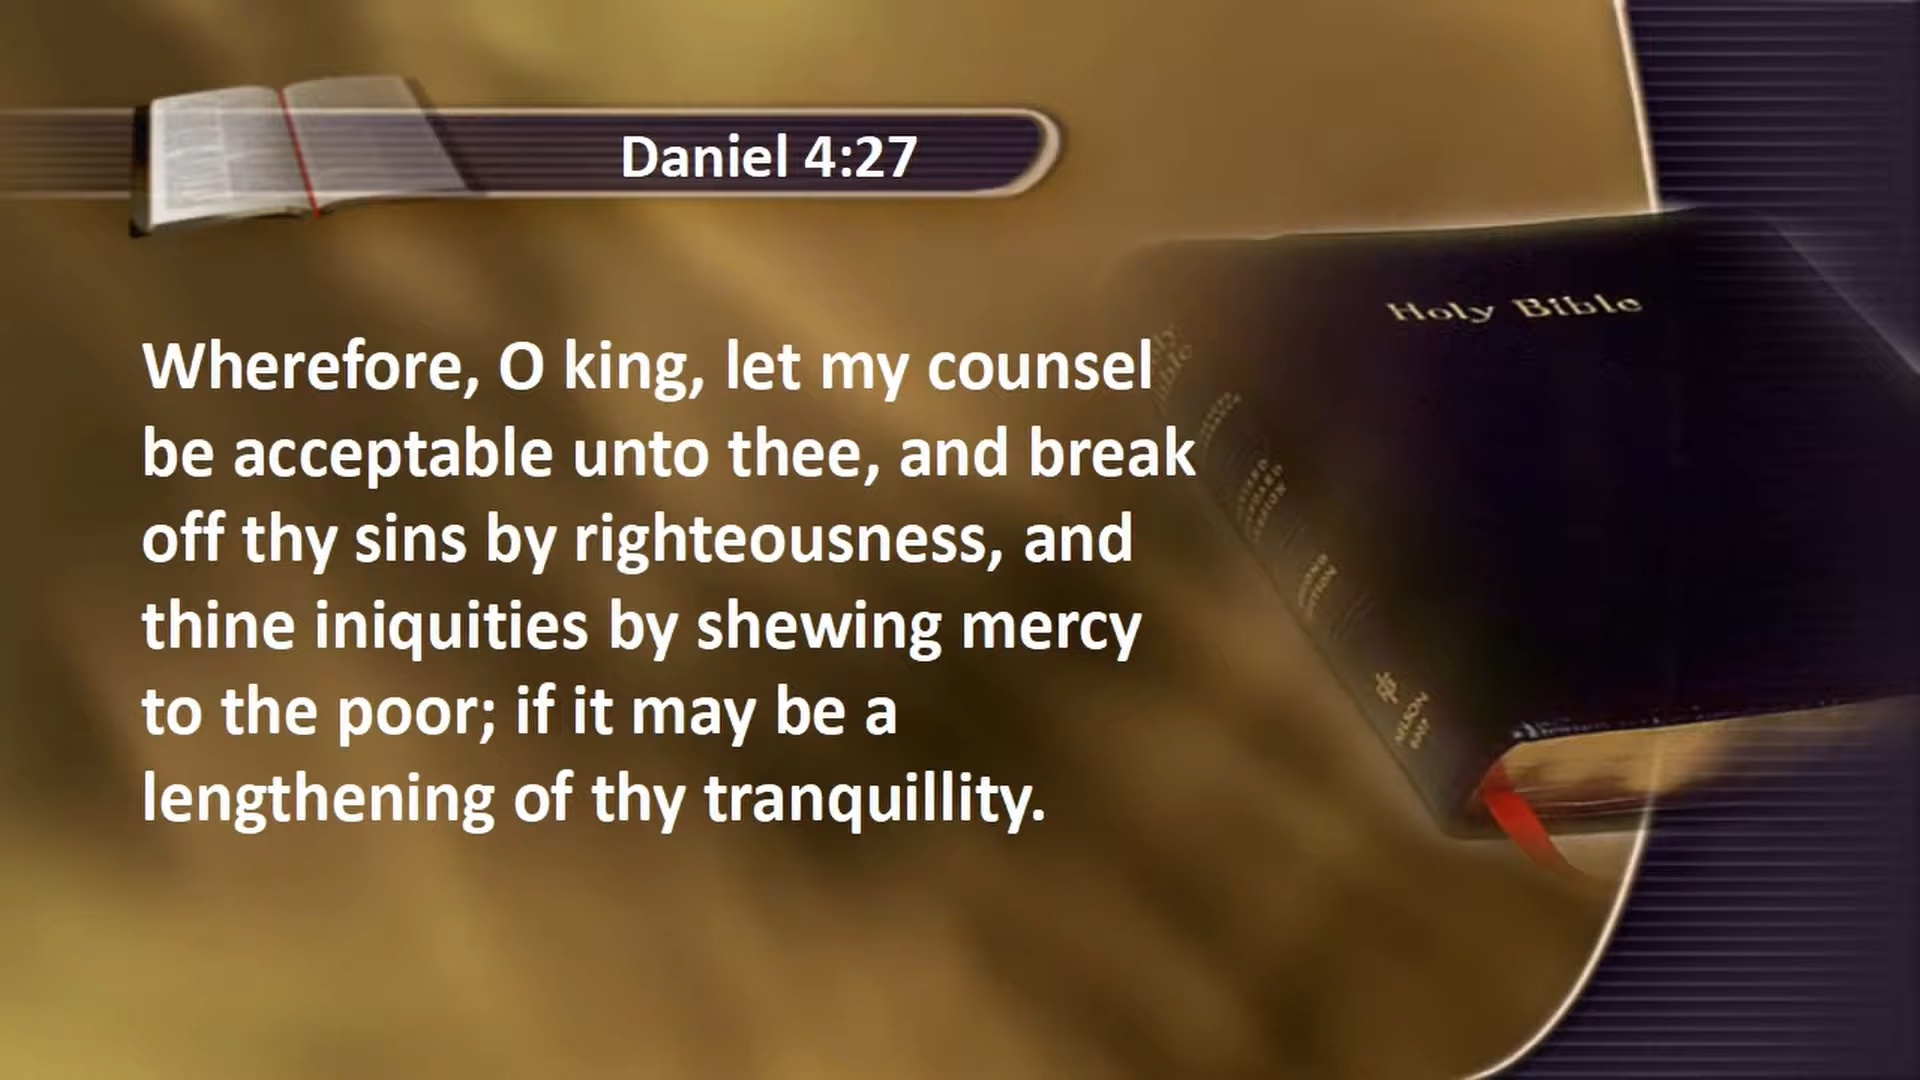 Daniel 4:27
Holy Bible
Wherefore, O king, let my counsel
be acceptable unto thee, and break
off thy sins by righteousness, and
thine iniquities by shewing mercy
to the poor; if it may be a
lengthening of thy tranquillity.